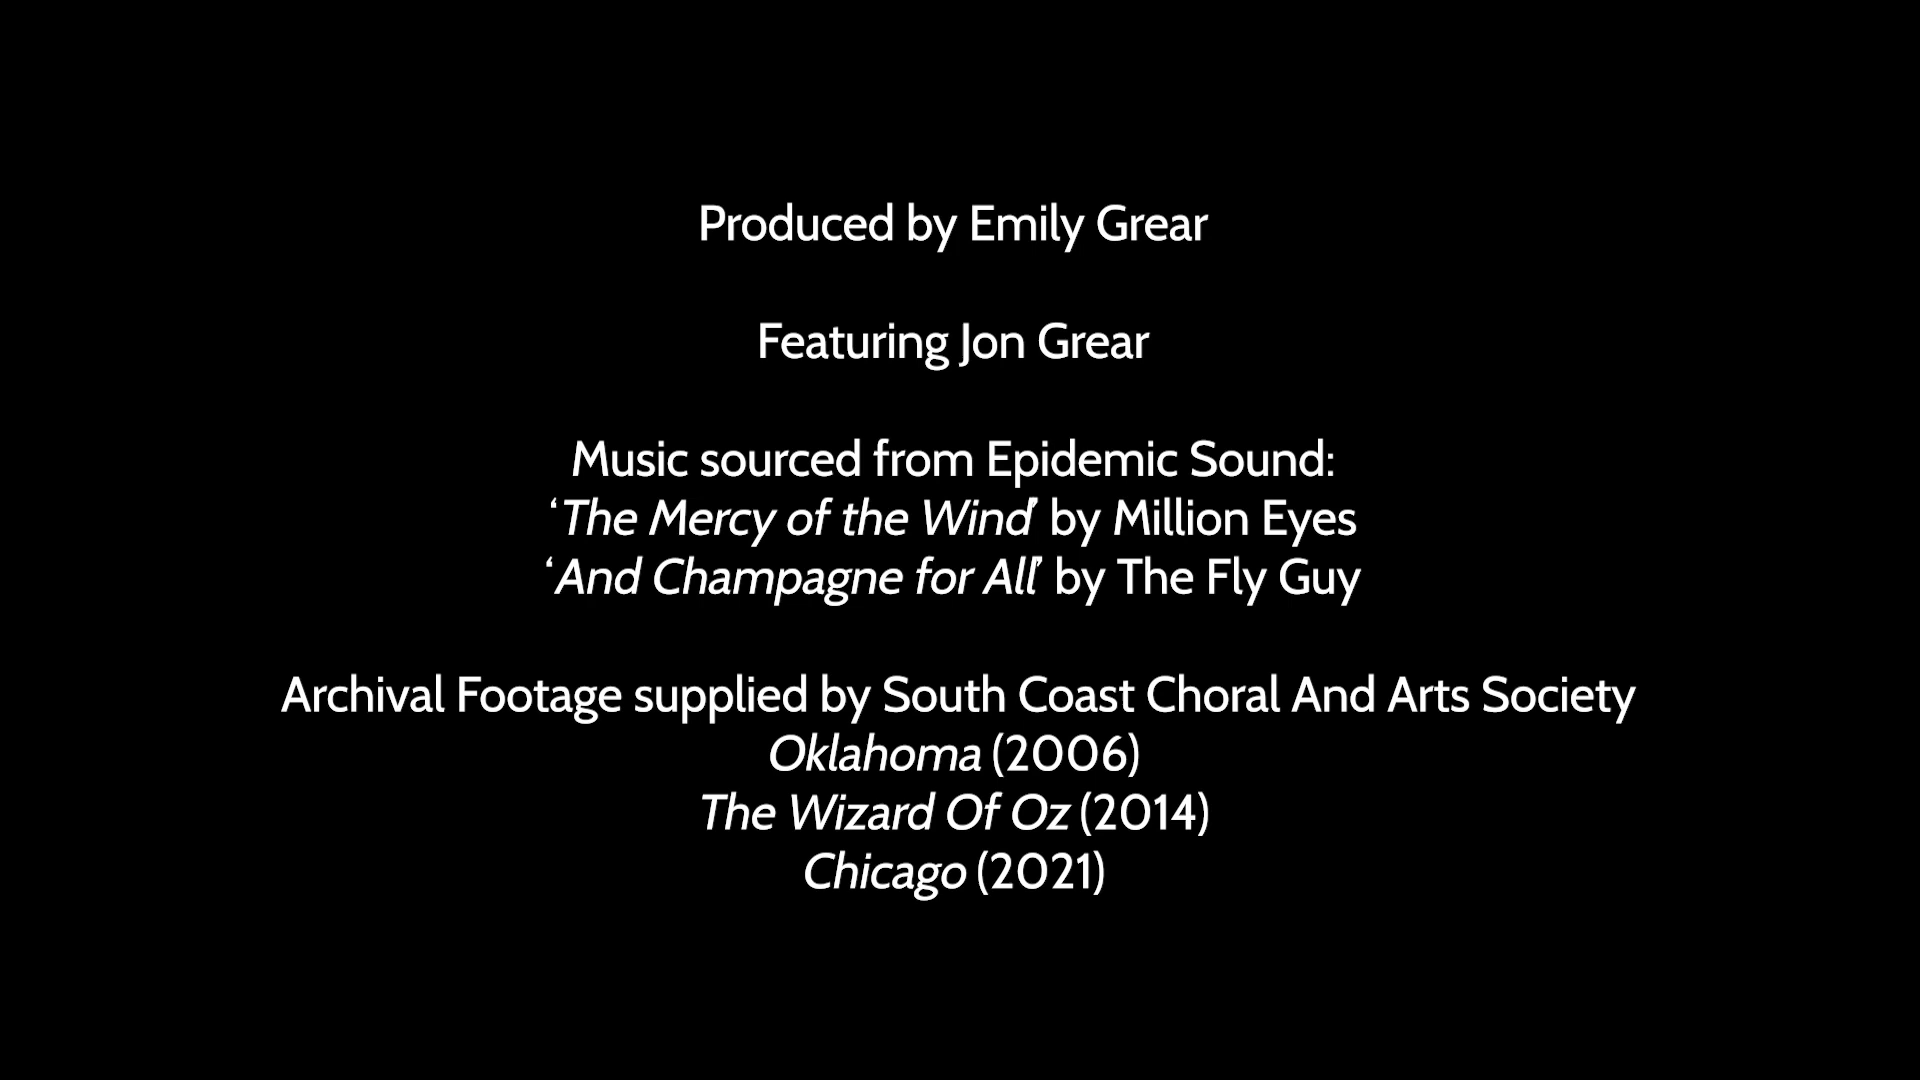 Produced by Emily Grear
Featuring Jon Grear
Music sourced from Epidemic Sound:
‘The Mercy of the Wind’ by Million Eyes
‘And Champagne for All’ by The Fly Guy
Archival Footage supplied by South Coast Choral And Arts Society
Oklahoma (2006)
The Wizard Of Oz (2014)
Chicago (2021)